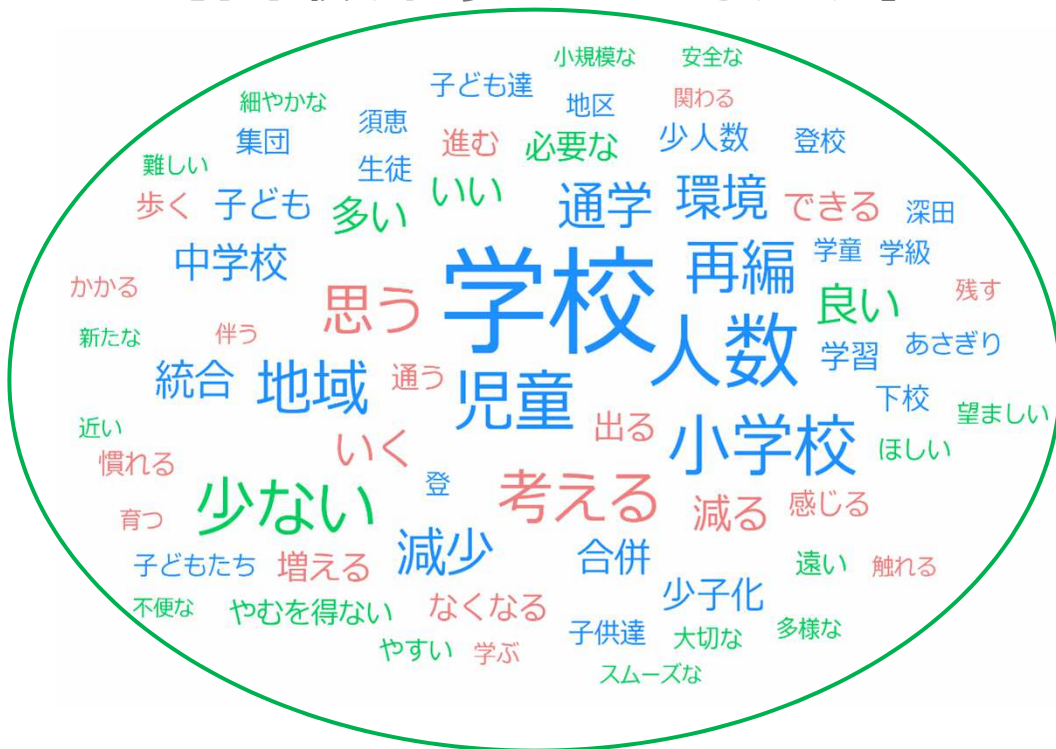 小規模な 安全な
子ども達
細やかな 地区 関わる
集団 須恵 進む 必要な 少人数 登校
難しい 生徒
歩く 子ども 多い いい 通学 環境 できる 深田
中学校 学校 再編 学童 学級
かかる 思う 良い 残す
新たな 伴う 人数 学習 あさぎり
統合 地域 通う 児童 下校
近い いく 出る 小学校 望ましい
慣れる ほしい
少ない 登 考える 減る 感じる
育つ
子どもたち 増える 減少 合併 遠い 触れる
不便な やむを得ない なくなる 少子化
やすい 学ぶ 子供達 大切な 多様な
スムーズな